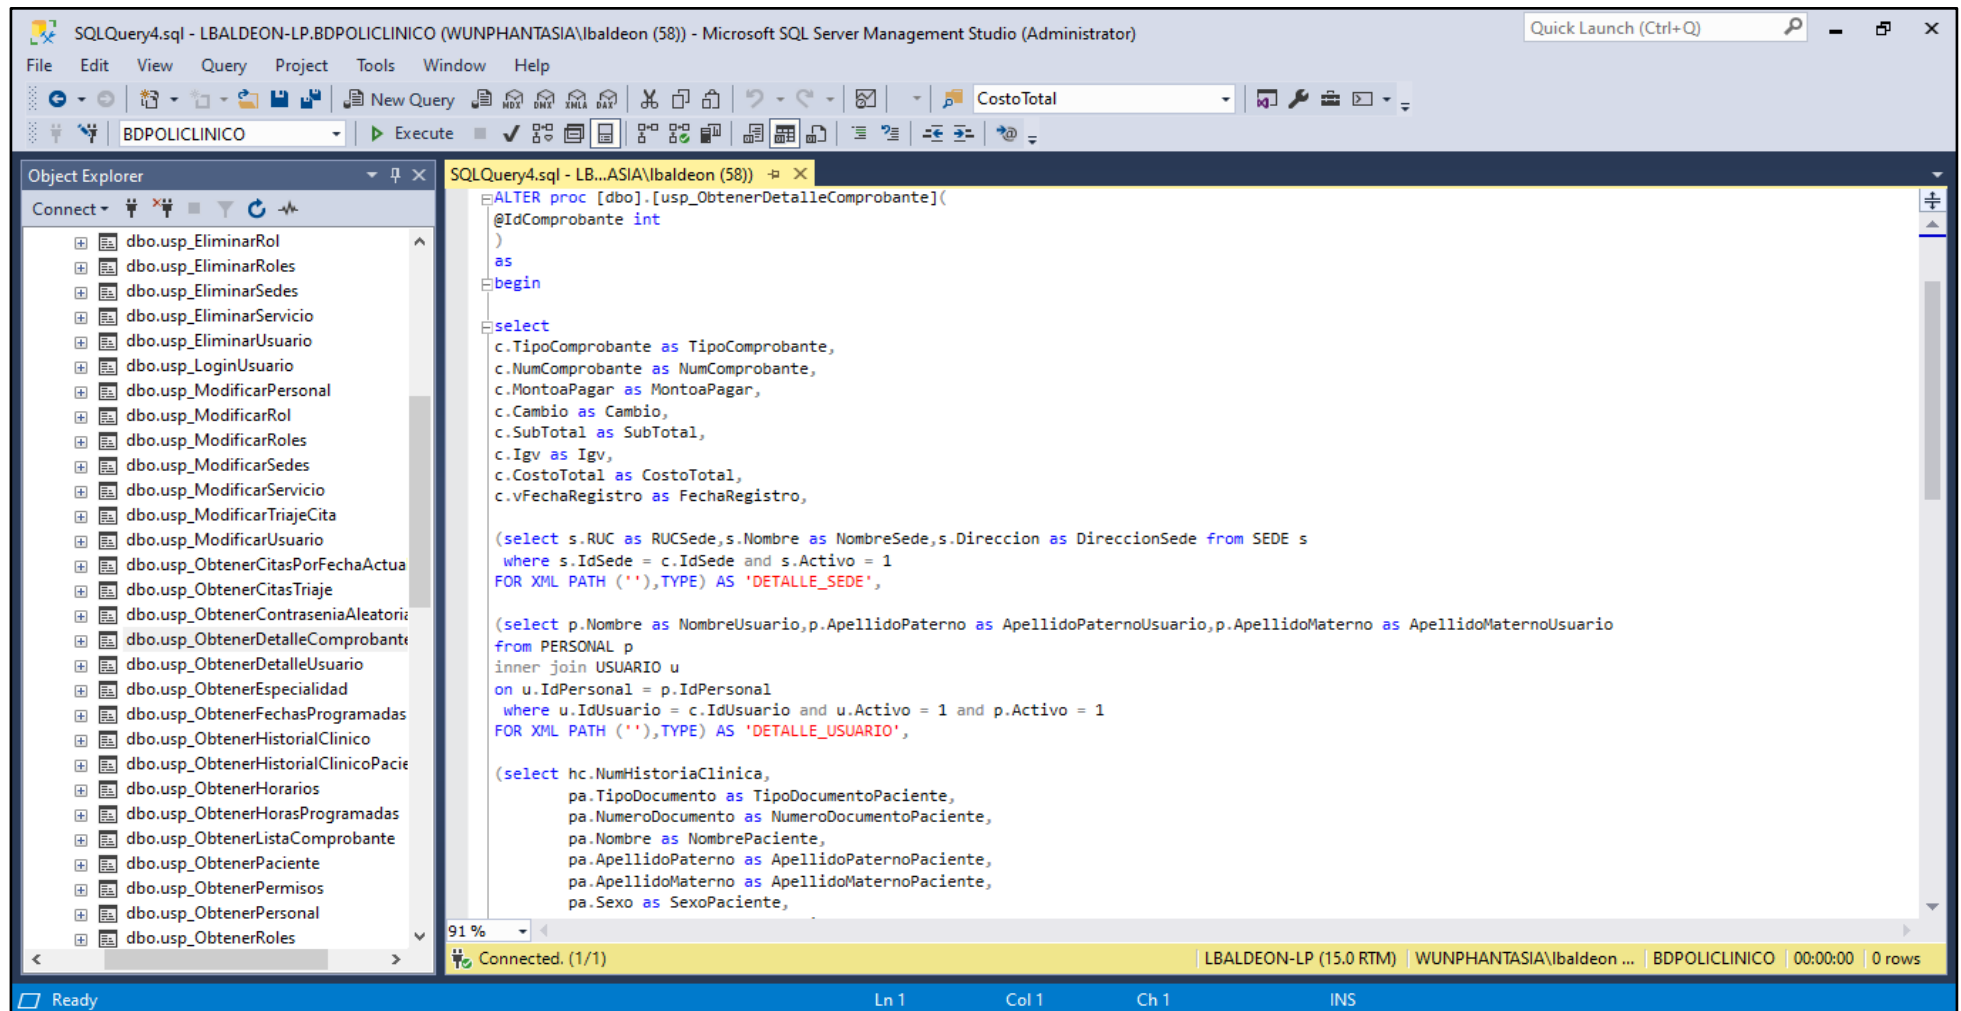 SQLQuery4.sql - LBALDEON-LP.BDPOLICLINICO (WUNPHANTASIA\lbaldeon (58)) - Microsoft SQL Server Management Studio (Administrator)
Quick Launch (Ctrl+Q)
File Edit View Query Project Tools Window Help
New Query MDX DMX XMLA DAX CostoTotal
BDPOLICLINICO Execute
Object Explorer
Connect
dbo.usp_EliminarRol
dbo.usp_EliminarRoles
dbo.usp_EliminarSedes
dbo.usp_EliminarServicio
dbo.usp_EliminarUsuario
dbo.usp_LoginUsuario
dbo.usp_ModificarPersonal
dbo.usp_ModificarRol
dbo.usp_ModificarRoles
dbo.usp_ModificarSedes
dbo.usp_ModificarServicio
dbo.usp_ModificarTriajeCita
dbo.usp_ModificarUsuario
dbo.usp_ObtenerCitasPorFechaActua
dbo.usp_ObtenerCitasTriaje
dbo.usp_ObtenerContraseniaAleatoria
dbo.usp_ObtenerDetalleComprobante
dbo.usp_ObtenerDetalleUsuario
dbo.usp_ObtenerEspecialidad
dbo.usp_ObtenerFechasProgramadas
dbo.usp_ObtenerHistorialClinico
dbo.usp_ObtenerHistorialClinicoPacie
dbo.usp_ObtenerHorarios
dbo.usp_ObtenerHorasProgramadas
dbo.usp_ObtenerListaComprobante
dbo.usp_ObtenerPaciente
dbo.usp_ObtenerPermisos
dbo.usp_ObtenerPersonal
dbo.usp_ObtenerRoles
SQLQuery4.sql - LB...ASIA\lbaldeon (58))
ALTER proc [dbo].[usp_ObtenerDetalleComprobante](
@IdComprobante int
)
as
begin
select
c.TipoComprobante as TipoComprobante,
c.NumComprobante as NumComprobante,
c.MontoaPagar as MontoaPagar,
c.Cambio as Cambio,
c.SubTotal as SubTotal,
c.Igv as Igv,
c.CostoTotal as CostoTotal,
c.vFechaRegistro as FechaRegistro,
(select s.RUC as RUCSede,s.Nombre as NombreSede,s.Direccion as DireccionSede from SEDE s
where s.IdSede = c.IdSede and s.Activo = 1
FOR XML PATH (''),TYPE) AS 'DETALLE_SEDE',
(select p.Nombre as NombreUsuario,p.ApellidoPaterno as ApellidoPaternoUsuario,p.ApellidoMaterno as ApellidoMaternoUsuario
from PERSONAL p
inner join USUARIO u
on u.IdPersonal = p.IdPersonal
where u.IdUsuario = c.IdUsuario and u.Activo = 1 and p.Activo = 1
FOR XML PATH (''),TYPE) AS 'DETALLE_USUARIO',
(select hc.NumHistoriaClinica,
pa.TipoDocumento as TipoDocumentoPaciente,
pa.NumeroDocumento as NumeroDocumentoPaciente,
pa.Nombre as NombrePaciente,
pa.ApellidoPaterno as ApellidoPaternoPaciente,
pa.ApellidoMaterno as ApellidoMaternoPaciente,
pa.Sexo as SexoPaciente,
91 %
Connected. (1/1) LBALDEON-LP (15.0 RTM) WUNPHANTASIA\lbaldeon ... BDPOLICLINICO 00:00:00 0 rows
Ready Ln 1 Col 1 Ch 1 INS